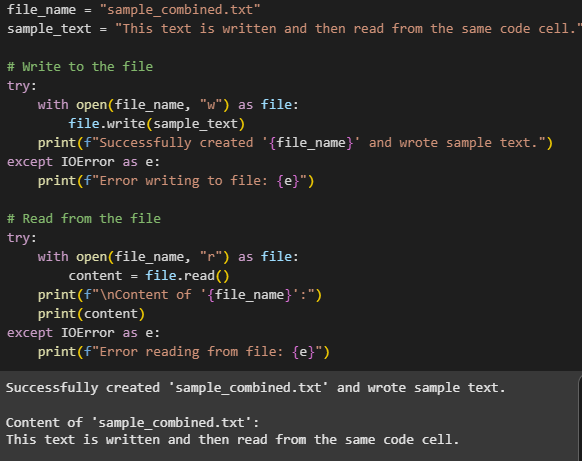 file_name = "sample_combined.txt"
sample_text = "This text is written and then read from the same code cell."

# Write to the file
try:
    with open(file_name, "w") as file:
        file.write(sample_text)
    print(f"Successfully created '{file_name}' and wrote sample text.")
except IOError as e:
    print(f"Error writing to file: {e}")

# Read from the file
try:
    with open(file_name, "r") as file:
        content = file.read()
    print(f"\nContent of '{file_name}':")
    print(content)
except IOError as e:
    print(f"Error reading from file: {e}")

Successfully created 'sample_combined.txt' and wrote sample text.

Content of 'sample_combined.txt':
This text is written and then read from the same code cell.